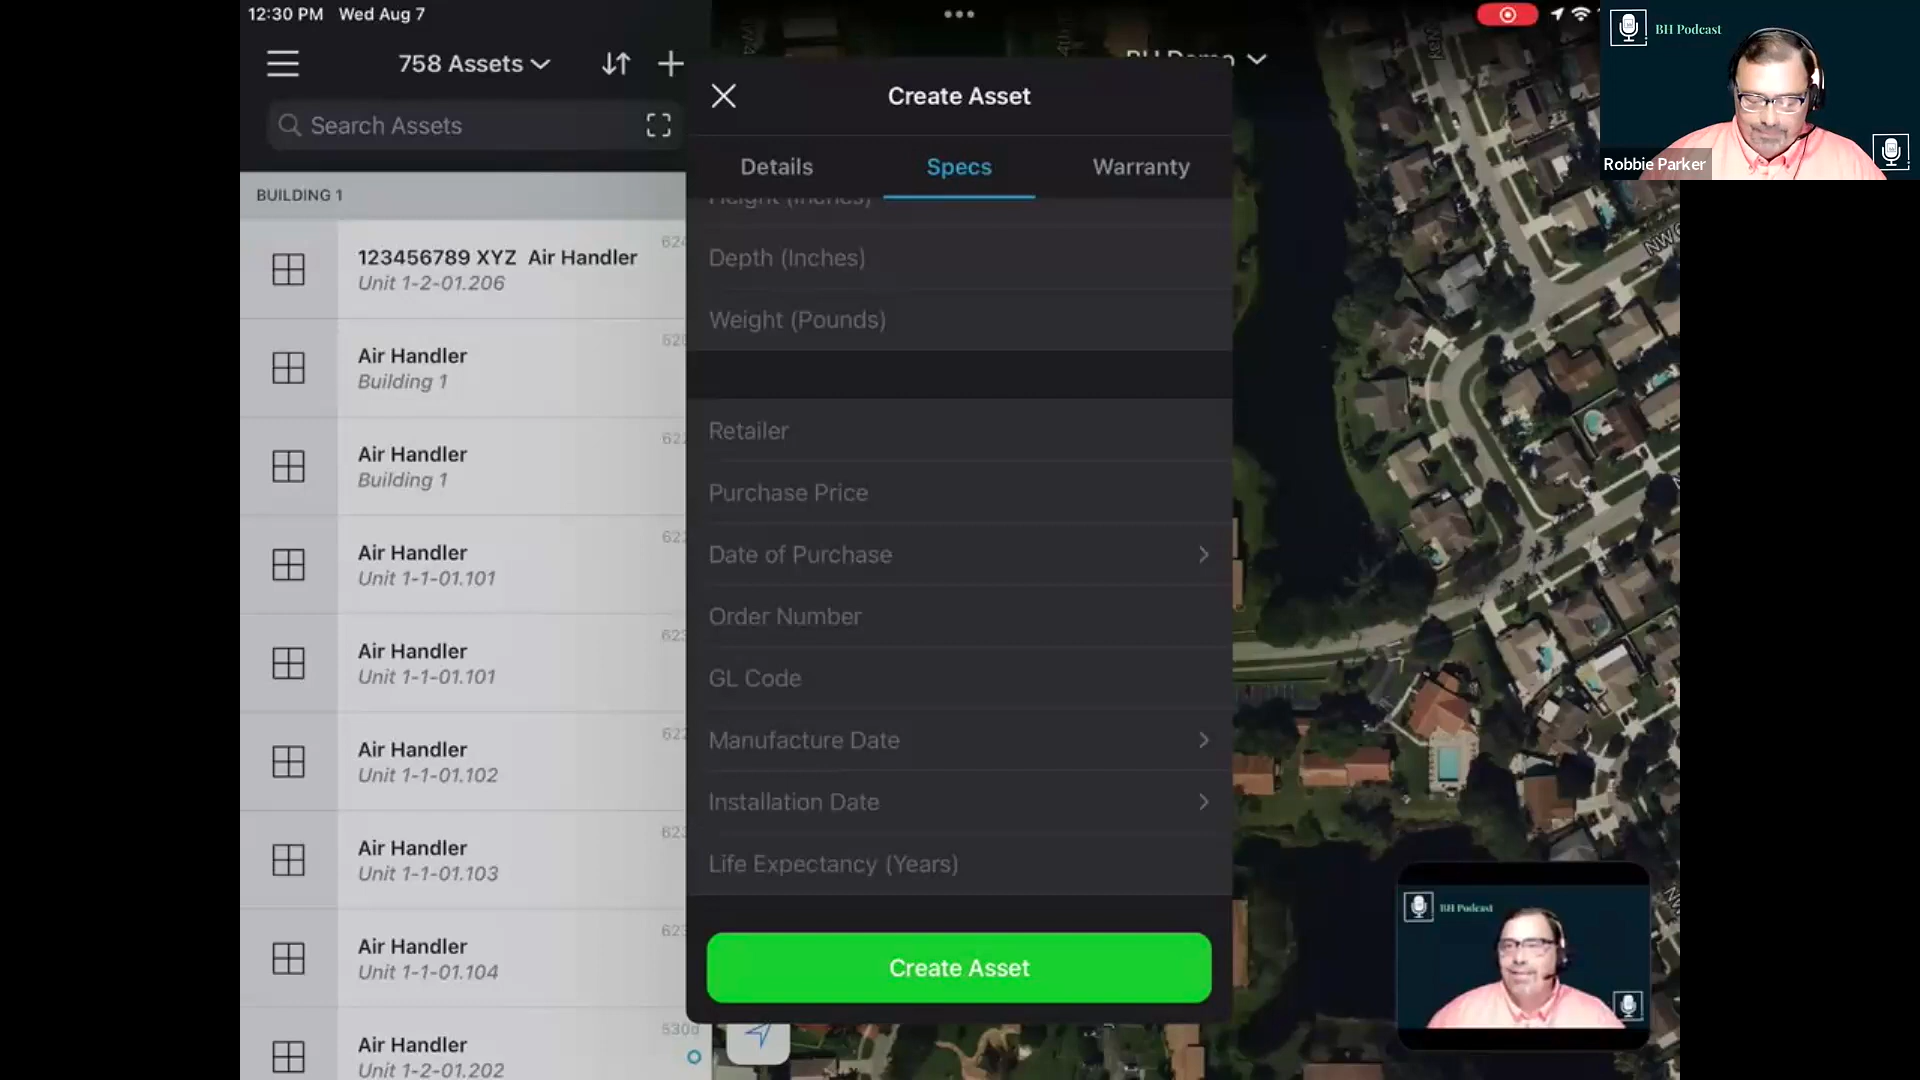 12:30 PM Wed Aug 7
758 Assets
Search Assets
BUILDING 1
123456789 XYZ Air Handler
Unit 1-2-01.206
Air Handler
Building 1
Air Handler
Building 1
Air Handler
Unit 1-1-01.101
Air Handler
Unit 1-1-01.101
Air Handler
Unit 1-1-01.102
Air Handler
Unit 1-1-01.103
Air Handler
Unit 1-1-01.104
530d
Air Handler
Unit 1-2-01.202
BH Demo
Create Asset
Details
Specs
Warranty
Height (Inches)
Depth (Inches)
Weight (Pounds)
Retailer
Purchase Price
Date of Purchase
Order Number
GL Code
Manufacture Date
Installation Date
Life Expectancy (Years)
Create Asset
BH Podcast
Robbie Parker
BH Podcast